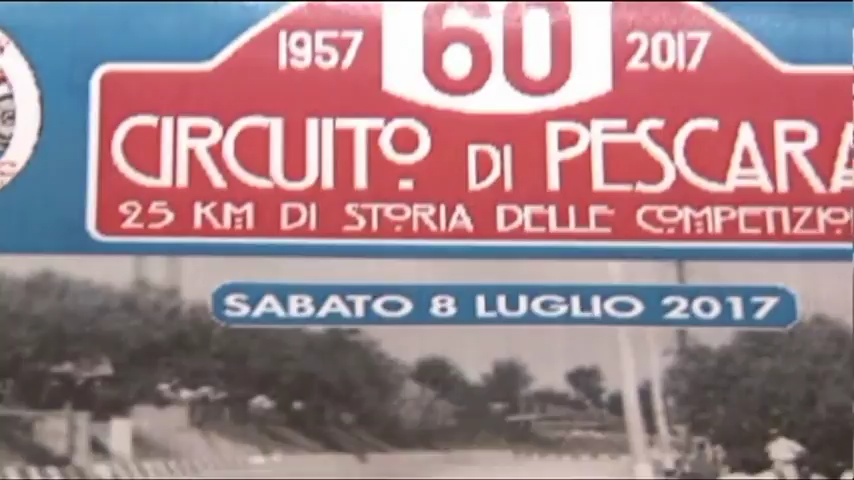 1957 60 2017
CIRCUITO DI PESCARA
25 KM DI STORIA DELLE
SABATO 8 LUGLIO 2017